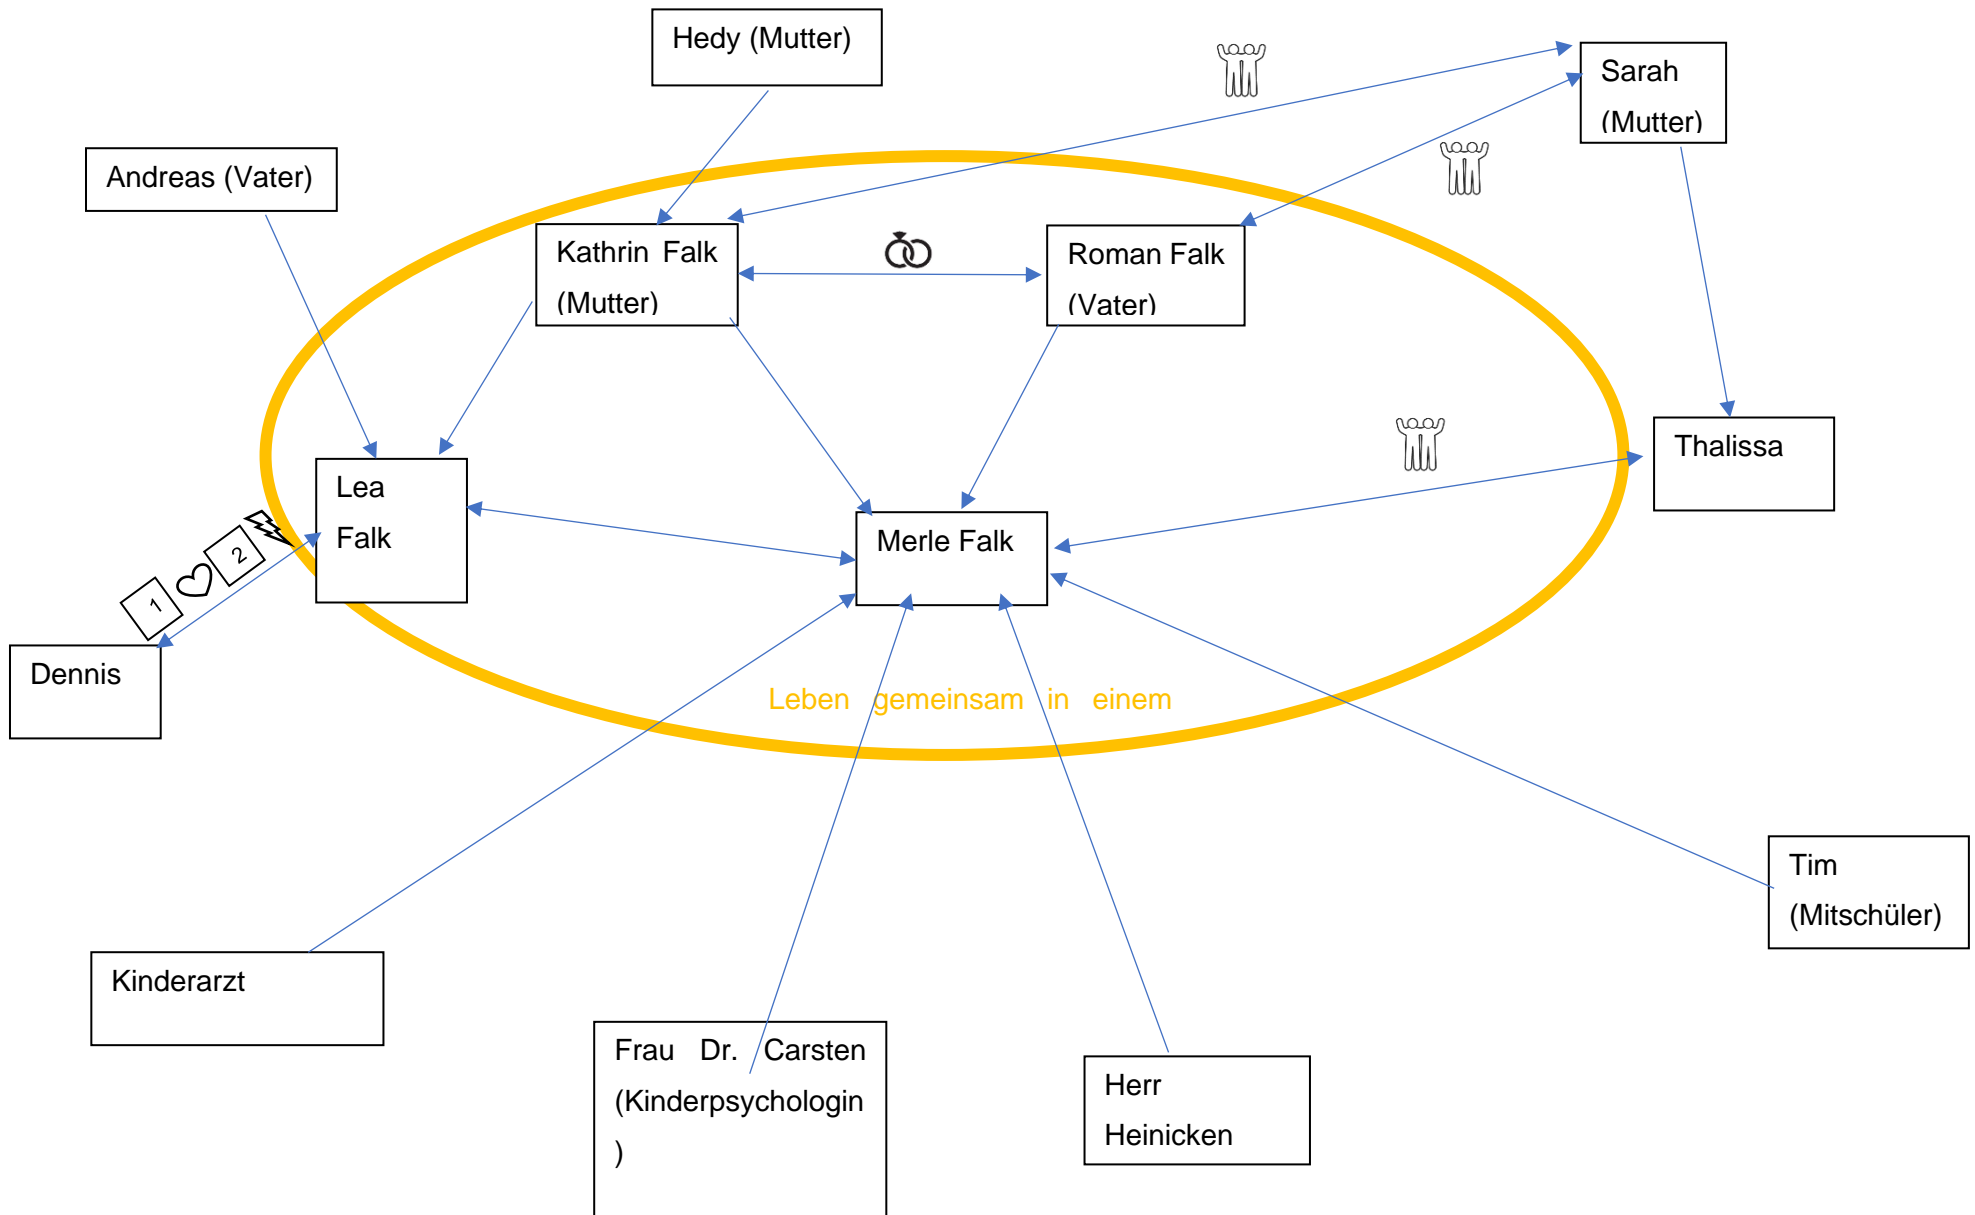 Hedy (Mutter)
Sarah
(Mutter)
Andreas (Vater)
Kathrin Falk
(Mutter)
Roman Falk
(Vater)
Thalissa
Lea
Falk
Merle Falk
1
2
Dennis
Leben gemeinsam in einem
Tim
(Mitschüler)
Kinderarzt
Frau Dr. Carsten
(Kinderpsychologin
)
Herr
Heinicken